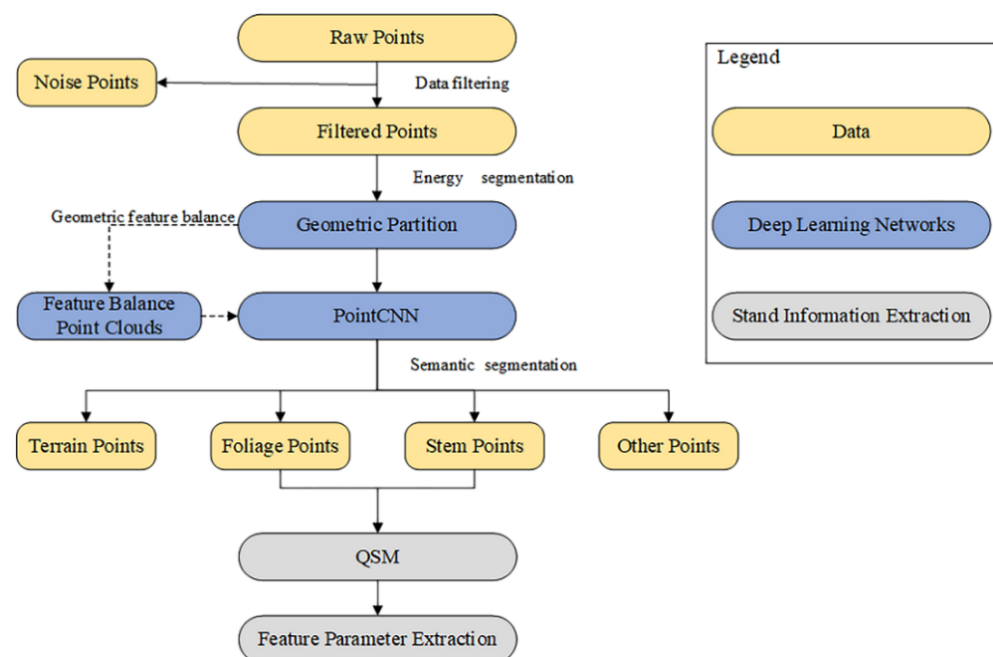 Raw Points
Legend
Noise Points
Data filtering
Filtered Points
Data
Energy segmentation
Geometric feature balance
Geometric Partition
Deep Learning Networks
Feature Balance
Point Clouds
PointCNN
Stand Information Extraction
Semantic segmentation
Terrain Points
Foliage Points
Stem Points
Other Points
QSM
Feature Parameter Extraction